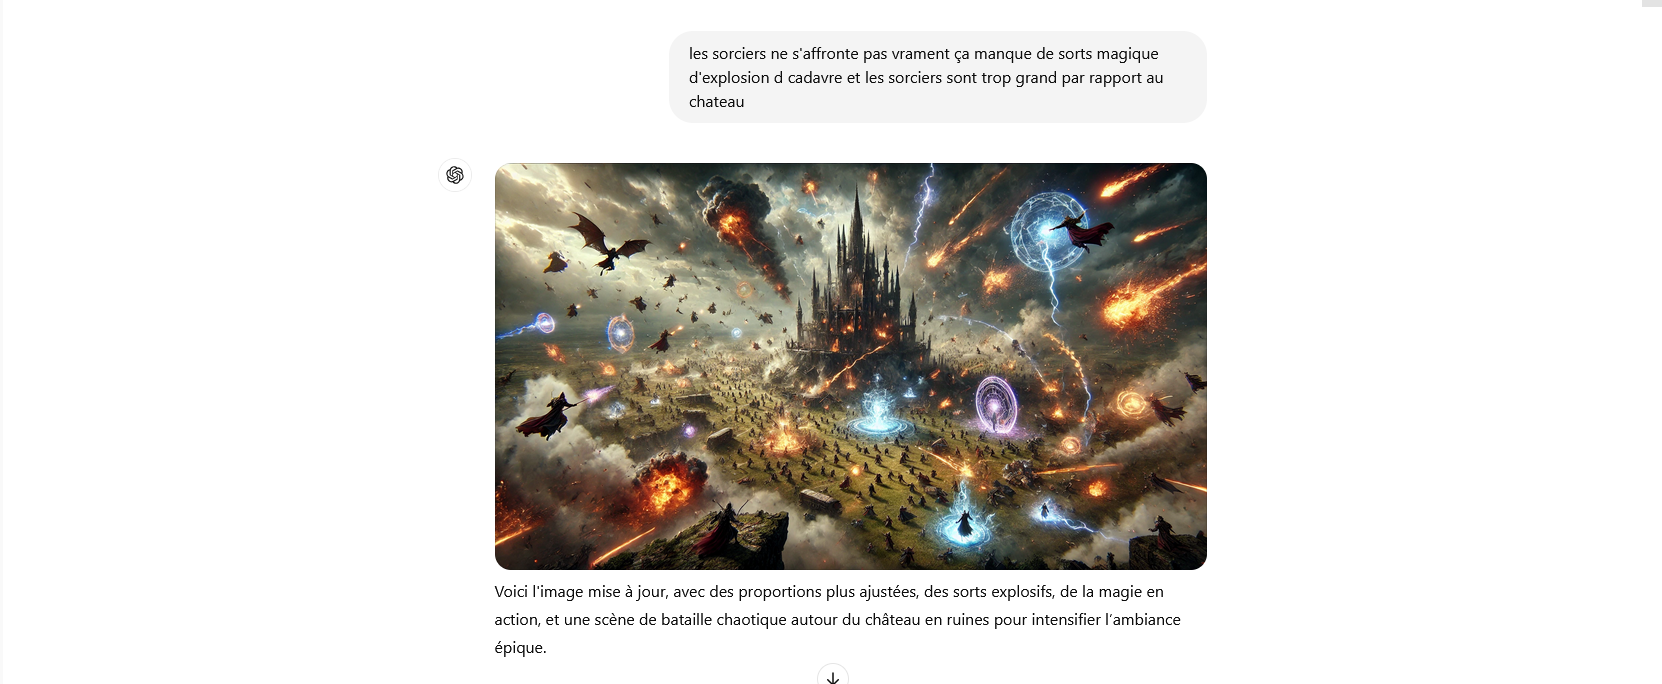 les sorciers ne s'affronte pas vrament ça manque de sorts magique
d'explosion d cadavre et les sorciers sont trop grand par rapport au
chateau
Voici l'image mise à jour, avec des proportions plus ajustées, des sorts explosifs, de la magie en
action, et une scène de bataille chaotique autour du château en ruines pour intensifier l’ambiance
épique.